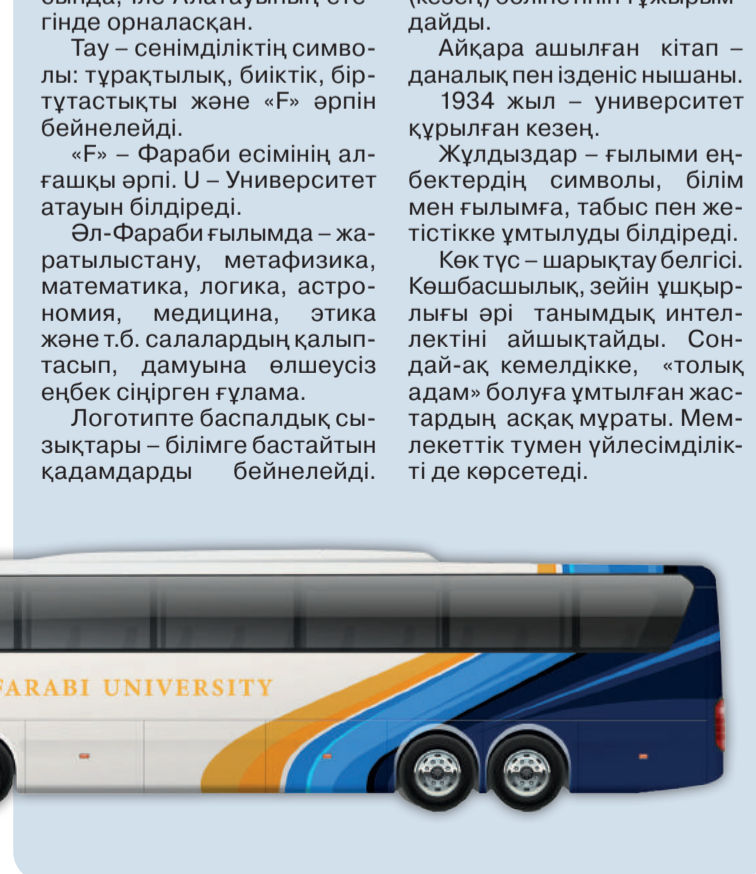 гінде орналасқан.
Тау – сенімділіктің симво-
лы: тұрақтылық, биіктік, бір-
тұтастықты және «F» әрпін
бейнелейді.
«F» – Фараби есімінің ал-
ғашқы әрпі. U – Университет
атауын білдіреді.
Әл-Фараби ғылымда – жа-
ратылыстану, метафизика,
математика, логика, астро-
номия, медицина, этика
және т.б. салалардың қалып-
тасып, дамуына өлшеусіз
еңбек сіңірген ғұлама.
Логотипте баспалдық сы-
зықтары – білімге бастайтын
қадамдарды бейнелейді.
дайды.
Айқара ашылған кітап –
даналық пен ізденіс нышаны.
1934 жыл – университет
құрылған кезең.
Жұлдыздар – ғылыми ең-
бектердің символы, білім
мен ғылымға, табыс пен же-
тістікке ұмтылуды білдіреді.
Көк түс – шарықтау белгісі.
Көшбасшылық, зейін ұшқыр-
лығы әрі танымдық интел-
лектіні айшықтайды. Сон-
дай-ақ кемелдікке, «толық
адам» болуға ұмтылған жас-
тардың асқақ мұраты. Мем-
лекеттік тумен үйлесімділік-
ті де көрсетеді.
FARABI UNIVERSITY